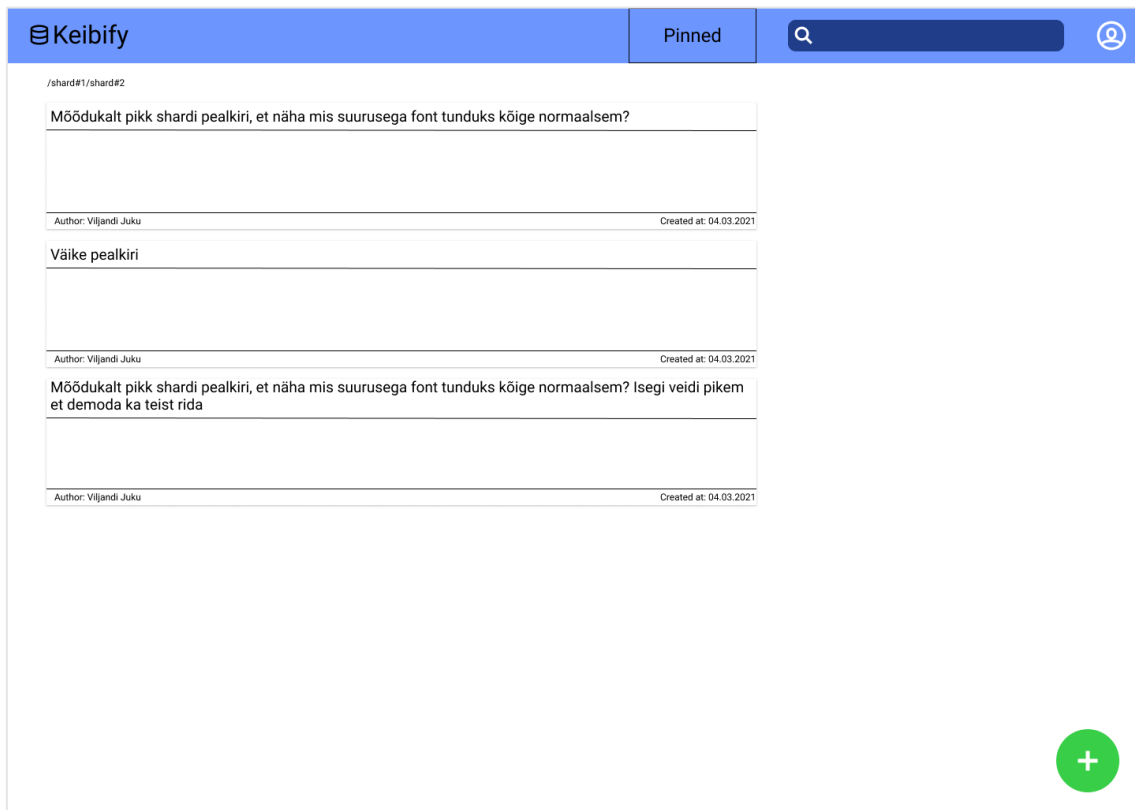 Keibify
Pinned
/shard#1/shard#2
Mõõdukalt pikk shardi pealkiri, et näha mis suurusega font tunduks kõige normaalsem?
Author: Viljandi Juku
Created at: 04.03.2021
Väike pealkiri
Author: Viljandi Juku
Created at: 04.03.2021
Mõõdukalt pikk shardi pealkiri, et näha mis suurusega font tunduks kõige normaalsem? Isegi veidi pikem
et demoda ka teist rida
Author: Viljandi Juku
Created at: 04.03.2021